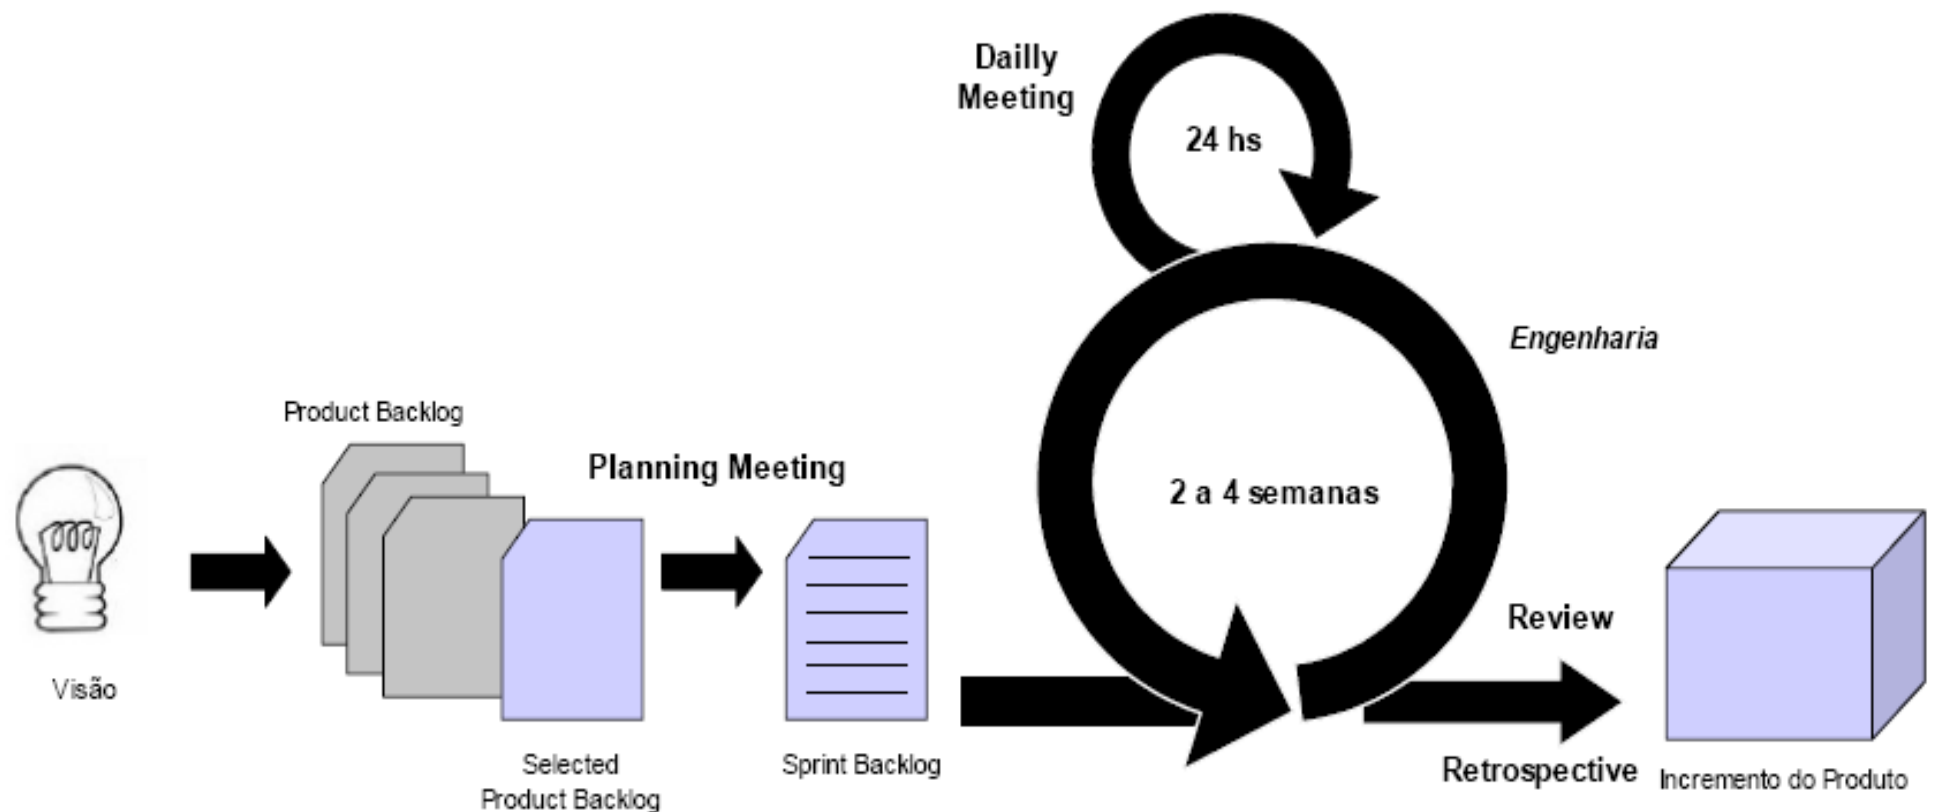 Dailly
Meeting
24 hs
Engenharia
Product Backlog
Planning Meeting
2 a 4 semanas
Review
Visão
Selected
Product Backlog
Sprint Backlog
Retrospective
Incremento do Produto